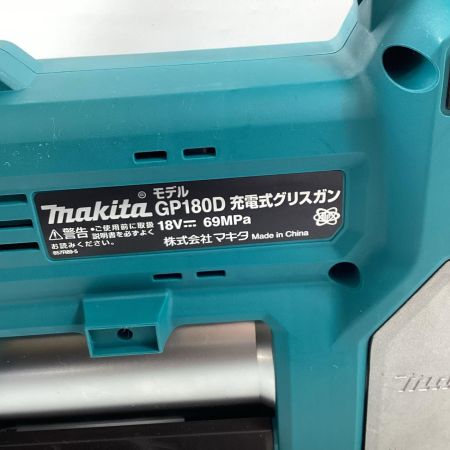 makita® モデル GP180D 充電式グリスガン
⚠警告 •ご使用前に取扱説明書を必ずよくお読みください。
18V⎓ 69MPa
株式会社マキタ Made in China